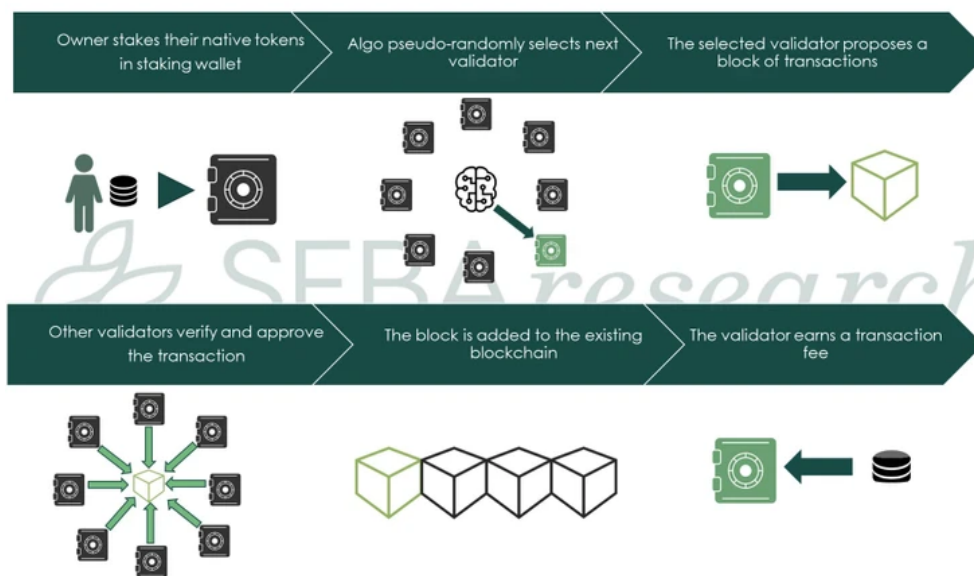 Owner stakes their native tokens
in staking wallet
Algo pseudo-randomly selects next
validator
The selected validator proposes a
block of transactions
SEBA research
Other validators verify and approve
the transaction
The block is added to the existing
blockchain
The validator earns a transaction
fee